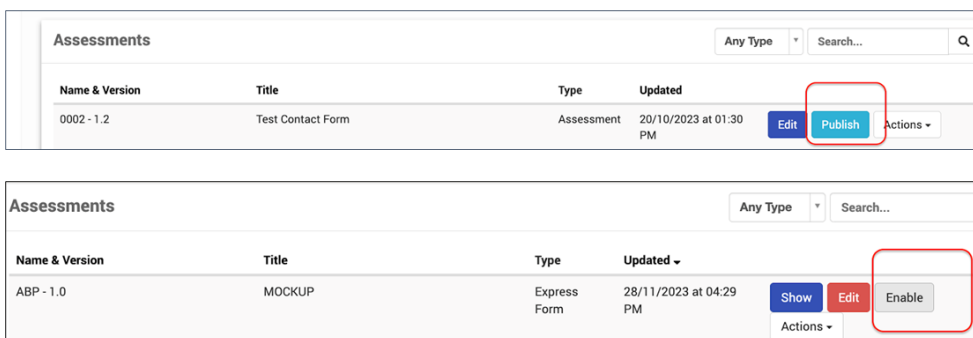 Assessments
Any Type
Search...
Name & Version Title Type Updated
0002 - 1.2 Test Contact Form Assessment 20/10/2023 at 01:30
PM
Edit Publish Actions
Assessments
Any Type
Search...
Name & Version Title Type Updated
ABP - 1.0 MOCKUP Express
Form
28/11/2023 at 04:29
PM
Show Edit Enable
Actions